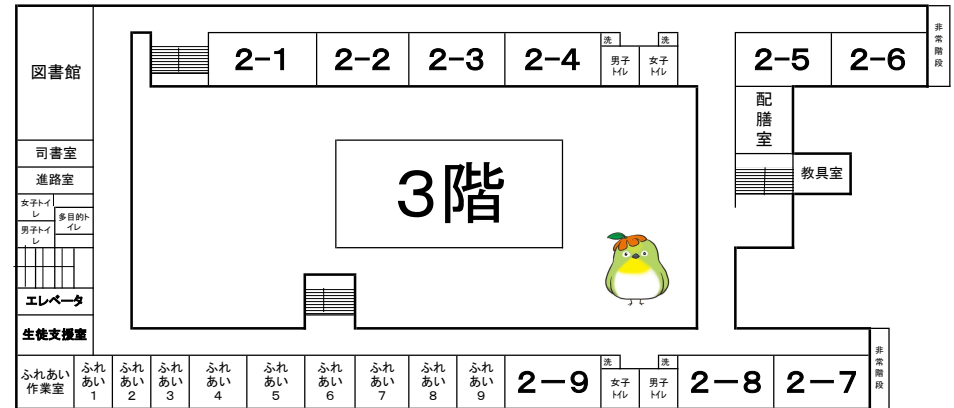 図書館
司書室
進路室
女子トイ
レ
多目的ト
イレ
男子トイ
レ
エレベータ
生徒支援室
2-1
2-2
2-3
2-4
洗
洗
男子
トイレ
女子
トイレ
2-5
2-6
非
常
階
段
配
膳
室
教具室
3階
ふれあい
作業室
ふれ
あい
1
ふれ
あい
2
ふれ
あい
3
ふれ
あい
4
ふれ
あい
5
ふれ
あい
6
ふれ
あい
7
ふれ
あい
8
ふれ
あい
9
2－9
洗
洗
女子
トイレ
男子
トイレ
2－8
2－7
非
常
階
段